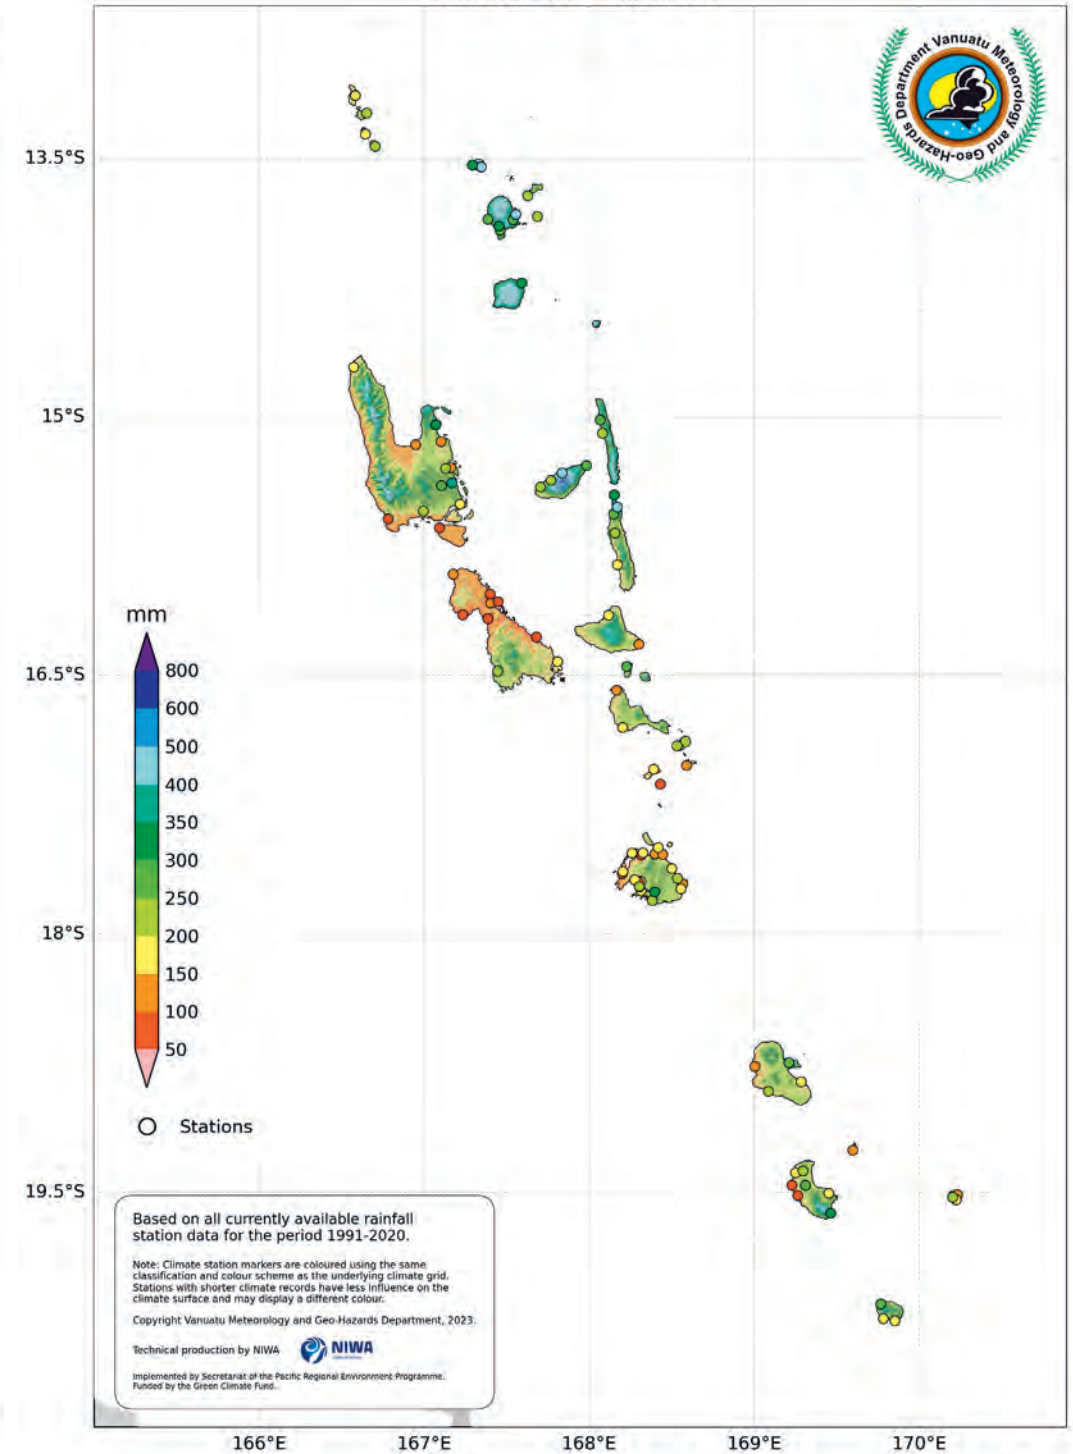 Department Vanuatu Meteorology and Geo-Hazards
13.5°S
15°S
16.5°S
18°S
19.5°S
mm
800
600
500
400
350
300
250
200
150
100
50
Stations
Based on all currently available rainfall
station data for the period 1991-2020.
Note: Climate station markers are coloured using the same
classification and colour scheme as the underlying climate grid.
Stations with shorter climate records have less influence on the
climate surface and may display a different colour.
Copyright Vanuatu Meteorology and Geo-Hazards Department, 2023.
Technical production by NIWA
NIWA
Implemented by Secretariat of the Pacific Regional Environment Programme.
Funded by the Green Climate Fund.
166°E
167°E
168°E
169°E
170°E